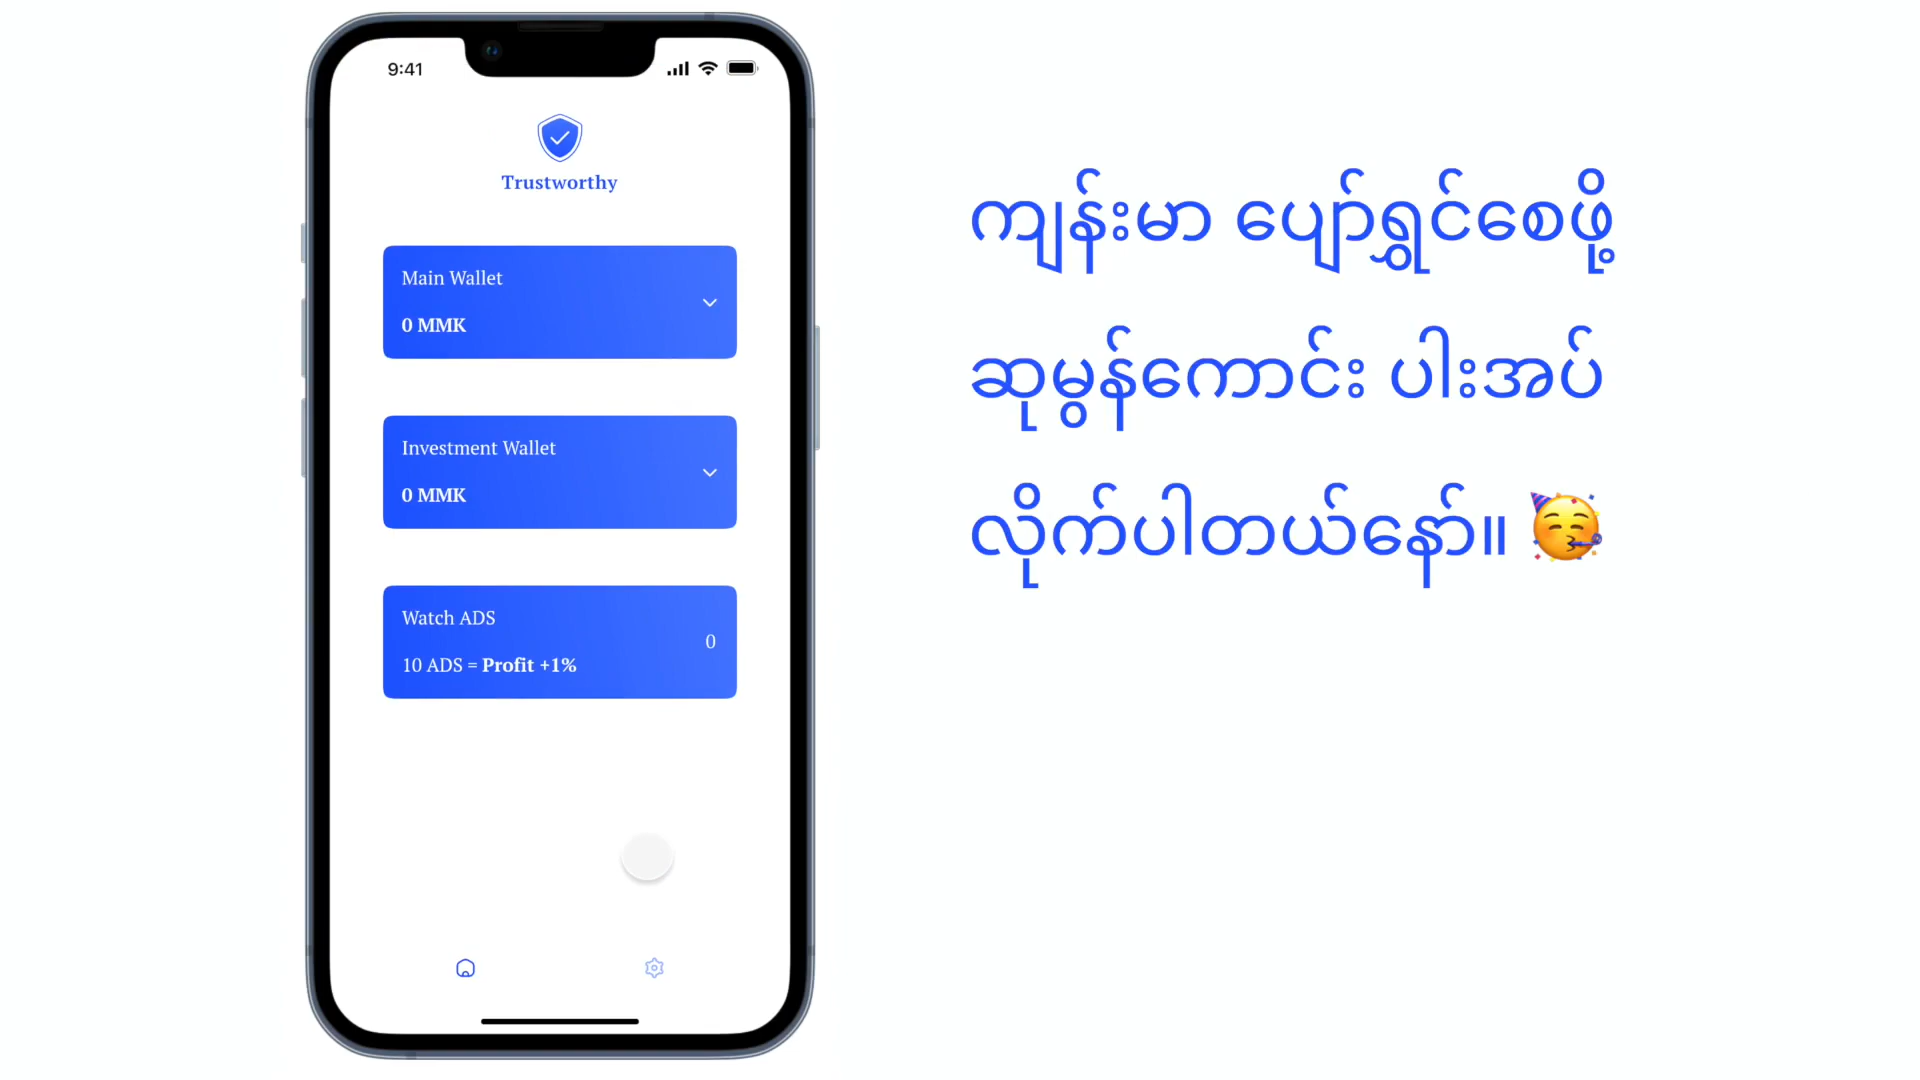 9:41
Trustworthy
Main Wallet
0 MMK
Investment Wallet
0 MMK
Watch ADS
0
10 ADS = Profit +1%
ကျန်းမာ ပျော်ရွှင်စေဖို့
ဆုမွန်ကောင်း ပါးအပ်
လိုက်ပါတယ်နော်။ 🥳